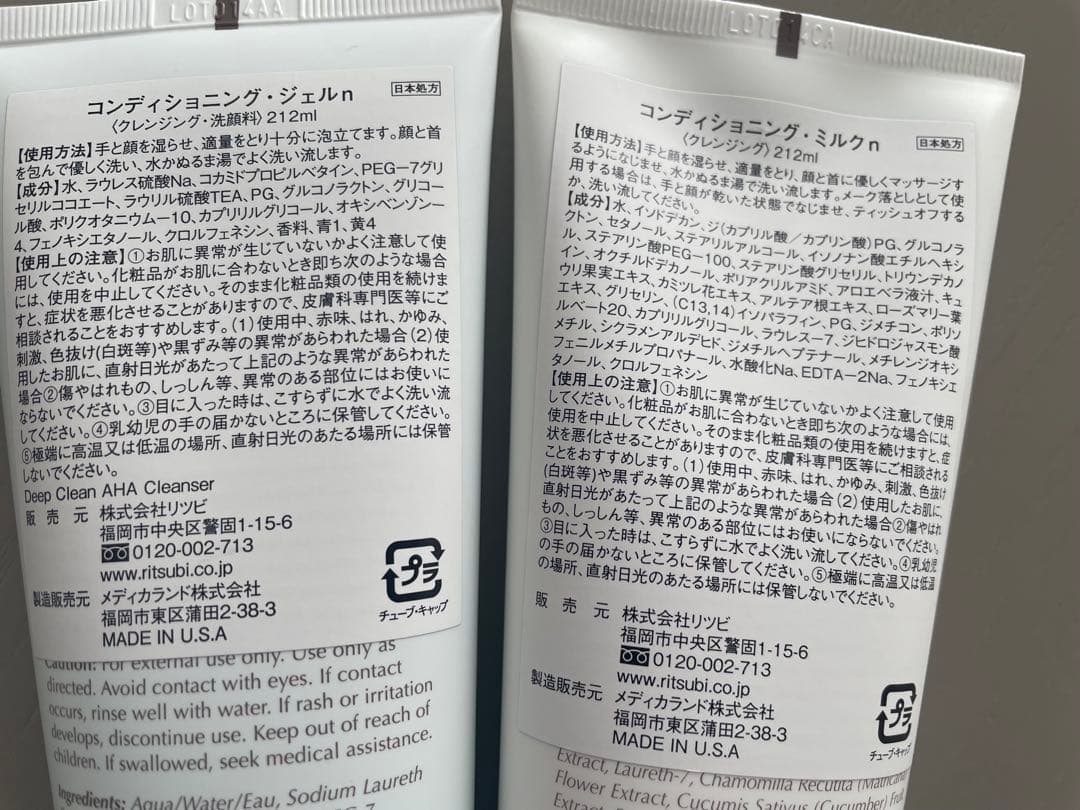 LOT014AA
コンディショニング・ジェルn
日本処方
〈クレンジング・洗顔料〉212ml
【使用方法】手と顔を湿らせ、適量をとり十分に泡立てます。顔と首
を包んで優しく洗い、水かぬるま湯でよく洗い流します。
【成分】水、ラウレス硫酸Na、コカミドプロピルベタイン、PEG-7グリ
セリルココエート、ラウリル硫酸TEA、PG、グルコノラクトン、グリコー
ル酸、ポリクオタニウム-10、カプリリルグリコール、オキシベンゾン-
4、フェノキシエタノール、クロルフェネシン、香料、青1、黄4
【使用上の注意】①お肌に異常が生じていないかよく注意して使
用してください。化粧品がお肌に合わないとき即ち次のような場合
には、使用を中止してください。そのまま化粧品類の使用を続けま
すと、症状を悪化させることがありますので、皮膚科専門医等にご
相談されることをおすすめします。(1)使用中、赤味、はれ、かゆみ、
刺激、色抜け(白斑等)や黒ずみ等の異常があらわれた場合(2)使
用したお肌に、直射日光があたって上記のような異常があらわれた
場合②傷やはれもの、しっしん等、異常のある部位にはお使いに
ならないでください。③目に入った時は、こすらずに水でよく洗い流
してください。④乳幼児の手の届かないところに保管してください。
⑤極端に高温又は低温の場所、直射日光のあたる場所には保管
しないでください。
Deep Clean AHA Cleanser
販売元 株式会社リツビ
福岡市中央区警固1-15-6
0120-002-713
www.ritsubi.co.jp
製造販売元 メディカランド株式会社
福岡市東区蒲田2-38-3
MADE IN U.S.A
プラ
チューブ・キャップ
Caution: For external use only. Use only as
directed. Avoid contact with eyes. If contact
occurs, rinse well with water. If rash or irritation
develops, discontinue use. Keep out of reach of
children. If swallowed, seek medical assistance.
Ingredients: Aqua/Water/Eau, Sodium Laureth
LOT014CA
コンディショニング・ミルクn
日本処方
〈クレンジング〉212ml
【使用方法】手と顔を湿らせ、適量をとり、顔と首に優しくマッサージす
るようになじませ、水かぬるま湯で洗い流します。メーク落としとして使
用する場合は、手と顔が乾いた状態でなじませ、ティッシュオフする
か、洗い流してください。
【成分】水、イソドデカン、ジ(カプリル酸/カプリン酸)PG、グルコノラ
クトン、セタノール、ステアリルアルコール、イソノナン酸エチルヘキシ
ル、ステアリン酸PEG-100、ステアリン酸グリセリル、トリウンデカノ
イン、オクチルドデカノール、ポリアクリルアミド、アロエベラ液汁、キュ
ウリ果実エキス、カミツレ花エキス、アルテア根エキス、ローズマリー葉
エキス、グリセリン、(C13,14)イソパラフィン、PG、ジメチコン、ポリソ
ルベート20、カプリリルグリコール、ラウレス-7、ジヒドロジャスモン酸
メチル、シクラメンアルデヒド、ジメチルヘプテナール、メチレンジオキシ
フェニルメチルプロパナール、水酸化Na、EDTA-2Na、フェノキシエ
タノール、クロルフェネシン
【使用上の注意】①お肌に異常が生じていないかよく注意して使用
してください。化粧品がお肌に合わないとき即ち次のような場合には、
使用を中止してください。そのまま化粧品類の使用を続けますと、症
状を悪化させることがありますので、皮膚科専門医等にご相談される
ことをおすすめします。(1)使用中、赤味、はれ、かゆみ、刺激、色抜け
(白斑等)や黒ずみ等の異常があらわれた場合(2)使用したお肌に、
直射日光があたって上記のような異常があらわれた場合②傷やはれ
もの、しっしん等、異常のある部位にはお使いにならないでください。
③目に入った時は、こすらずに水でよく洗い流してください。④乳幼児
の手の届かないところに保管してください。⑤極端に高温又は低温
の場所、直射日光のあたる場所には保管しないでください。
販売元 株式会社リツビ
福岡市中央区警固1-15-6
0120-002-713
www.ritsubi.co.jp
製造販売元 メディカランド株式会社
福岡市東区蒲田2-38-3
MADE IN U.S.A
プラ
チューブ・キャップ
Extract, Laureth-7, Chamomilla Recutita (Matricaria)
Flower Extract, Cucumis Sativus (Cucumber) Fruit